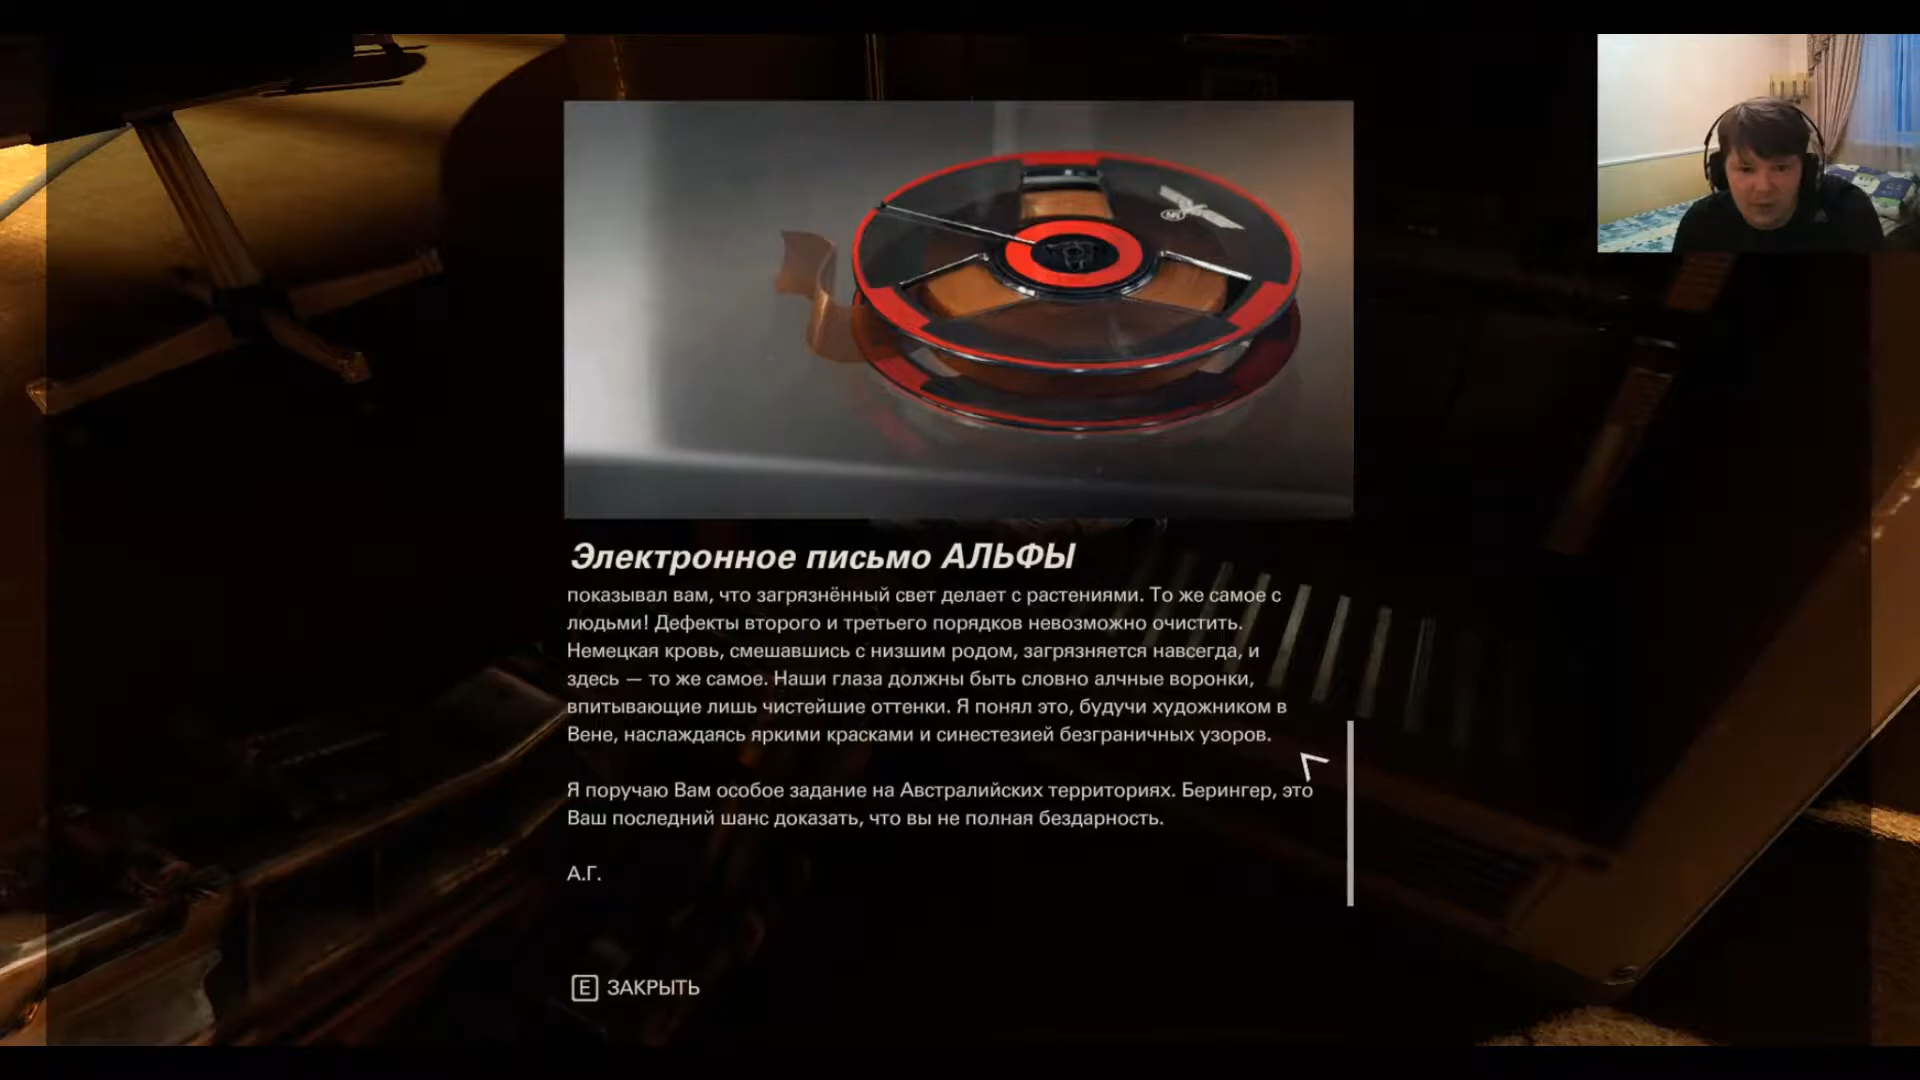 Электронное письмо АЛЬФЫ
показывал вам, что загрязнённый свет делает с растениями. То же самое с
людьми! Дефекты второго и третьего порядков невозможно очистить.
Немецкая кровь, смешавшись с низшим родом, загрязняется навсегда, и
здесь — то же самое. Наши глаза должны быть словно алчные воронки,
впитывающие лишь чистейшие оттенки. Я понял это, будучи художником в
Вене, наслаждаясь яркими красками и синестезией безграничных узоров.
Я поручаю Вам особое задание на Австралийских территориях. Берингер, это
Ваш последний шанс доказать, что вы не полная бездарность.
А.Г.
E ЗАКРЫТЬ